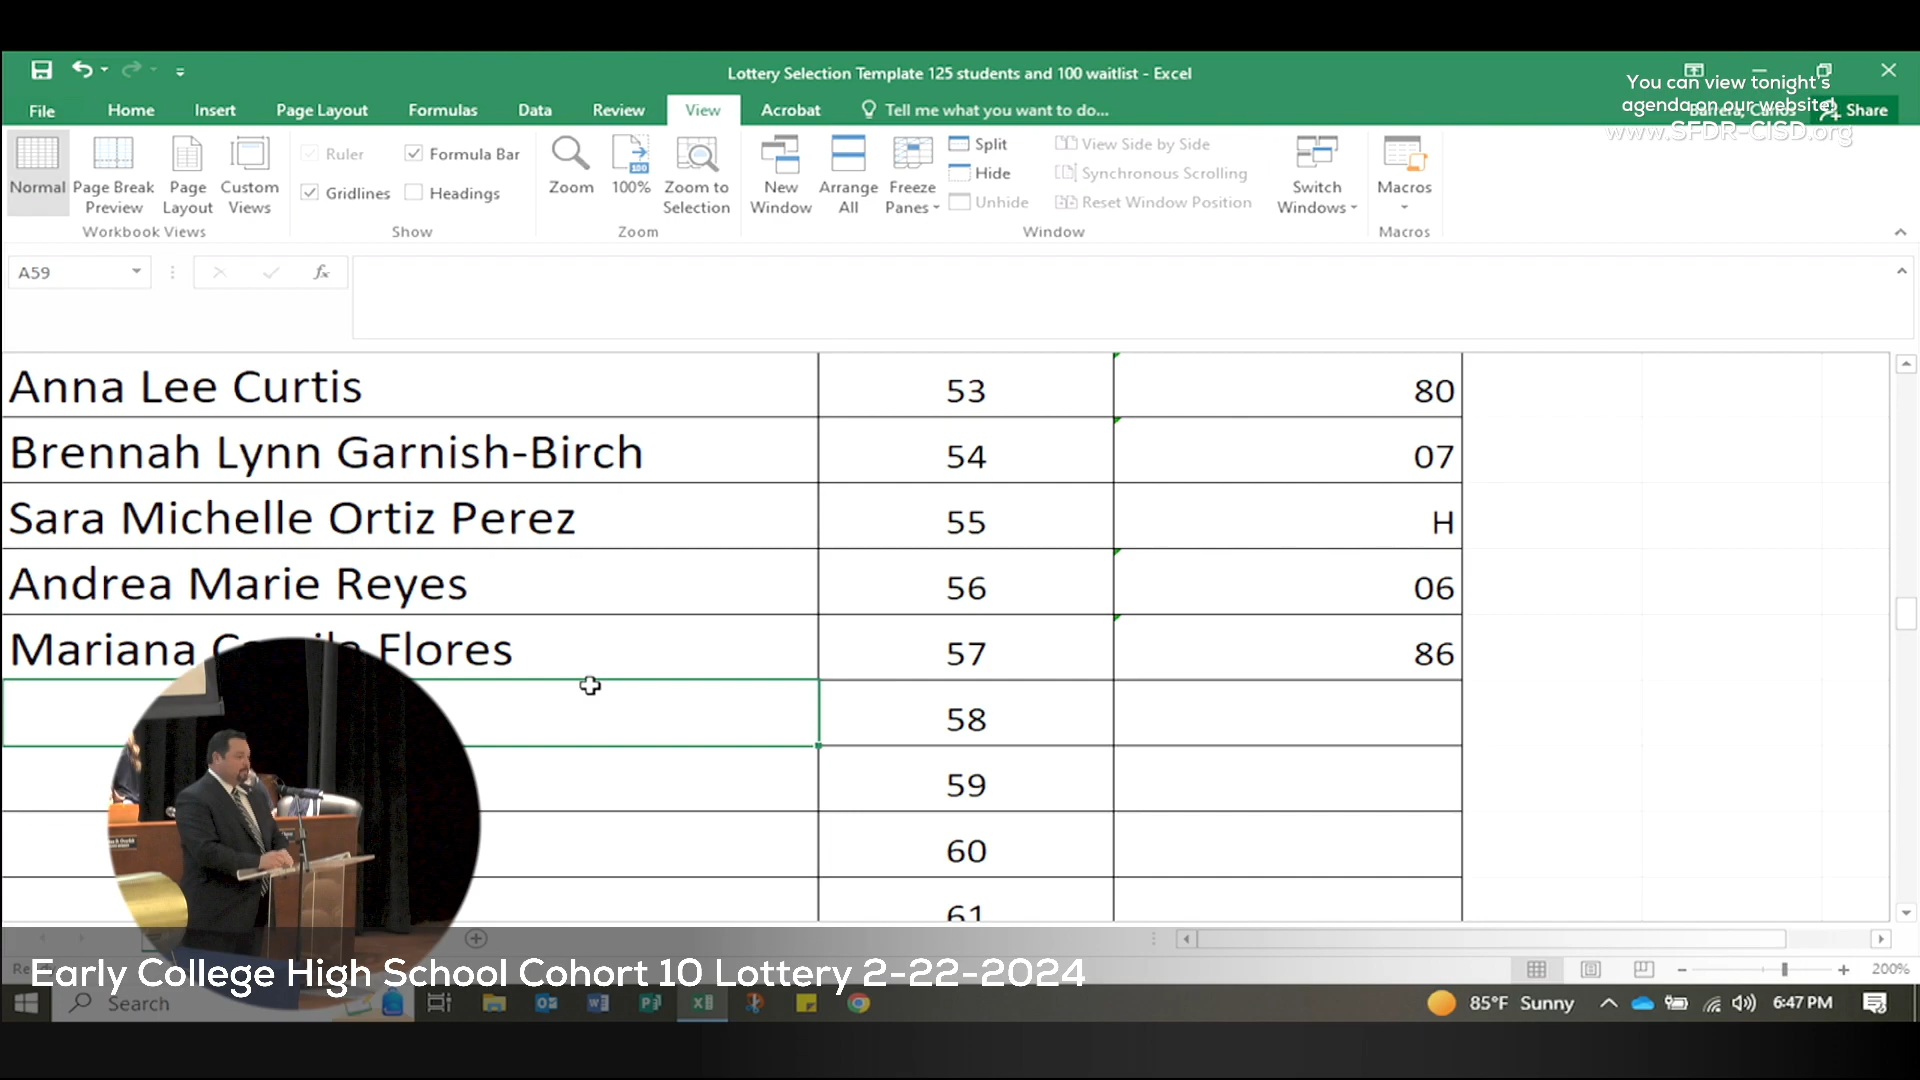 Lottery Selection Template 125 students and 100 waitlist - Excel
You can view tonight's
agenda on our website!
www.SFDR-CISD.org
File Home Insert Page Layout Formulas Data Review View Acrobat Tell me what you want to do... Barrera, Carlos Share
Normal Page Break Preview Page Layout Custom Views
Workbook Views
Ruler Formula Bar
Gridlines Headings
Show
Zoom 100% Zoom to Selection
Zoom
New Window Arrange All Freeze Panes
Split
Hide
Unhide
View Side by Side
Synchronous Scrolling
Reset Window Position
Switch Windows
Window
Macros
Macros
A59 fx
Anna Lee Curtis 53 80
Brennah Lynn Garnish-Birch 54 07
Sara Michelle Ortiz Perez 55 H
Andrea Marie Reyes 56 06
Mariana Flores 57 86
58
59
60
61
200%
Early College High School Cohort 10 Lottery 2-22-2024
Search 85°F Sunny 6:47 PM